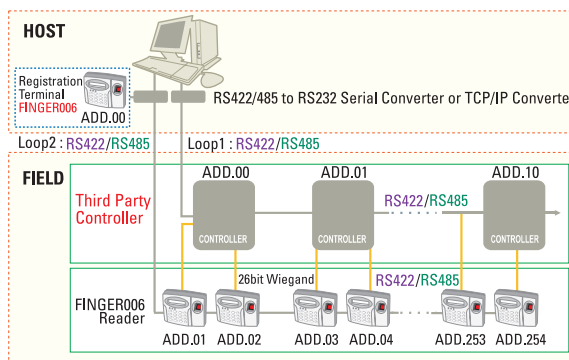 HOST
Registration
Terminal
FINGER006
ADD.00
RS422/485 to RS232 Serial Converter or TCP/IP Converte
Loop2 : RS422/RS485
Loop1 : RS422/RS485
FIELD
ADD.00
ADD.01
ADD.10
Third Party
Controller
RS422/RS485
CONTROLLER
CONTROLLER
CONTROLLER
26bit Wiegand
RS422/RS485
FINGER006
Reader
ADD.01
ADD.02
ADD.03
ADD.04
ADD.253
ADD.254